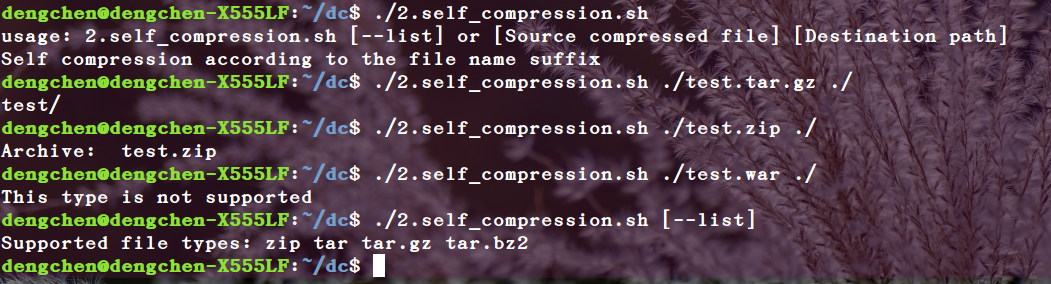 dengchen@dengchen-X555LF:~/dc$ ./2.self_compression.sh
usage: 2.self_compression.sh [--list] or [Source compressed file] [Destination path]
Self compression according to the file name suffix
dengchen@dengchen-X555LF:~/dc$ ./2.self_compression.sh ./test.tar.gz ./
test/
dengchen@dengchen-X555LF:~/dc$ ./2.self_compression.sh ./test.zip ./
Archive:  test.zip
dengchen@dengchen-X555LF:~/dc$ ./2.self_compression.sh ./test.war ./
This type is not supported
dengchen@dengchen-X555LF:~/dc$ ./2.self_compression.sh [--list]
Supported file types: zip tar tar.gz tar.bz2
dengchen@dengchen-X555LF:~/dc$